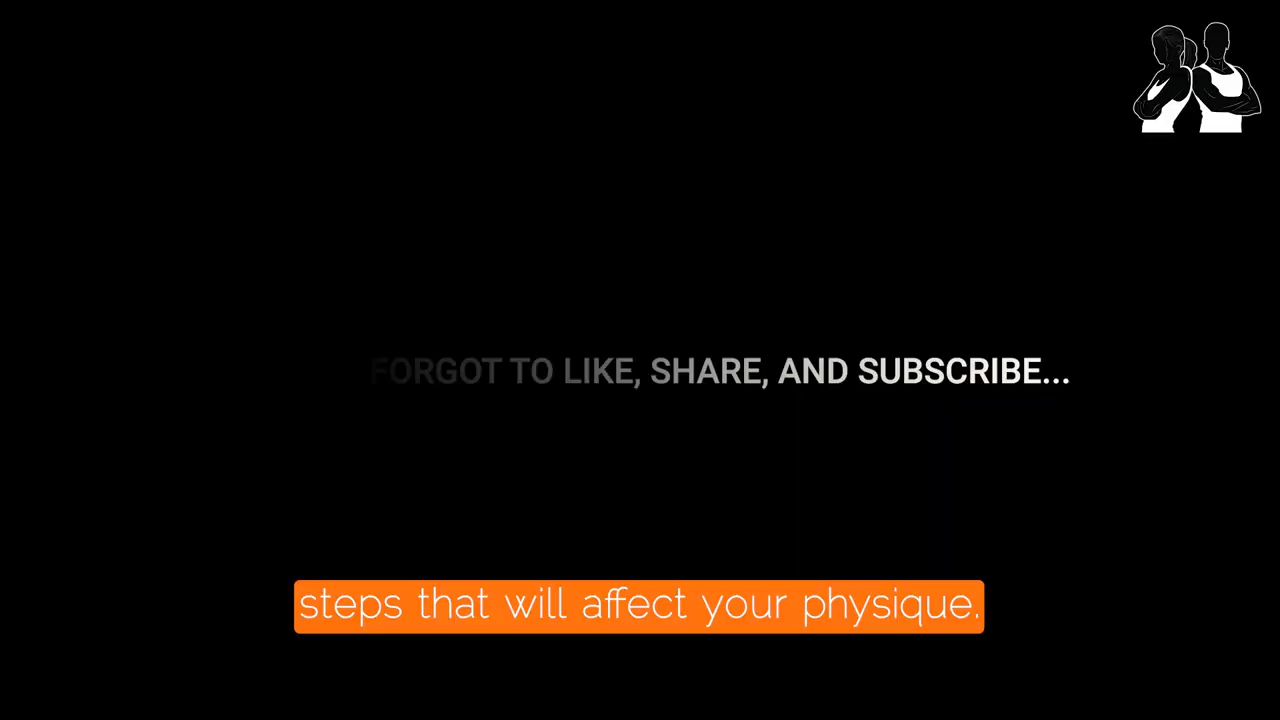 FORGOT TO LIKE, SHARE, AND SUBSCRIBE...
steps that will affect your physique.